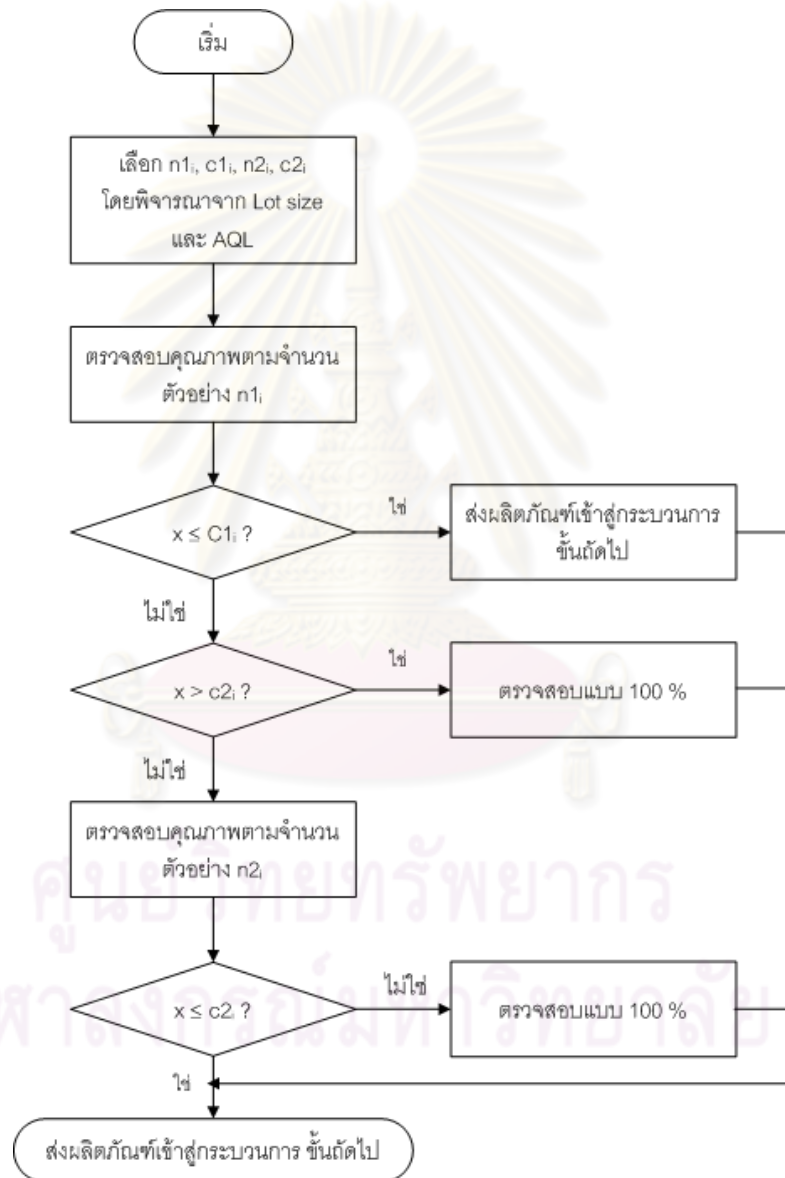 เริ่ม
เลือก n1ᵢ, c1ᵢ, n2ᵢ, c2ᵢ
โดยพิจารณาจาก Lot size
และ AQL
ตรวจสอบคุณภาพตามจำนวน
ตัวอย่าง n1ᵢ
x ≤ C1ᵢ ?
ใช่
ส่งผลิตภัณฑ์เข้าสู่กระบวนการ
ขั้นถัดไป
ไม่ใช่
x > c2ᵢ ?
ใช่
ตรวจสอบแบบ 100 %
ไม่ใช่
ตรวจสอบคุณภาพตามจำนวน
ตัวอย่าง n2ᵢ
ศูนย์วิทยทรัพยากร
x ≤ c2ᵢ ?
ไม่ใช่
ตรวจสอบแบบ 100 %
ฬาลงกรณ์มหาวิทยาลัย
ใช่
ส่งผลิตภัณฑ์เข้าสู่กระบวนการ ขั้นถัดไป